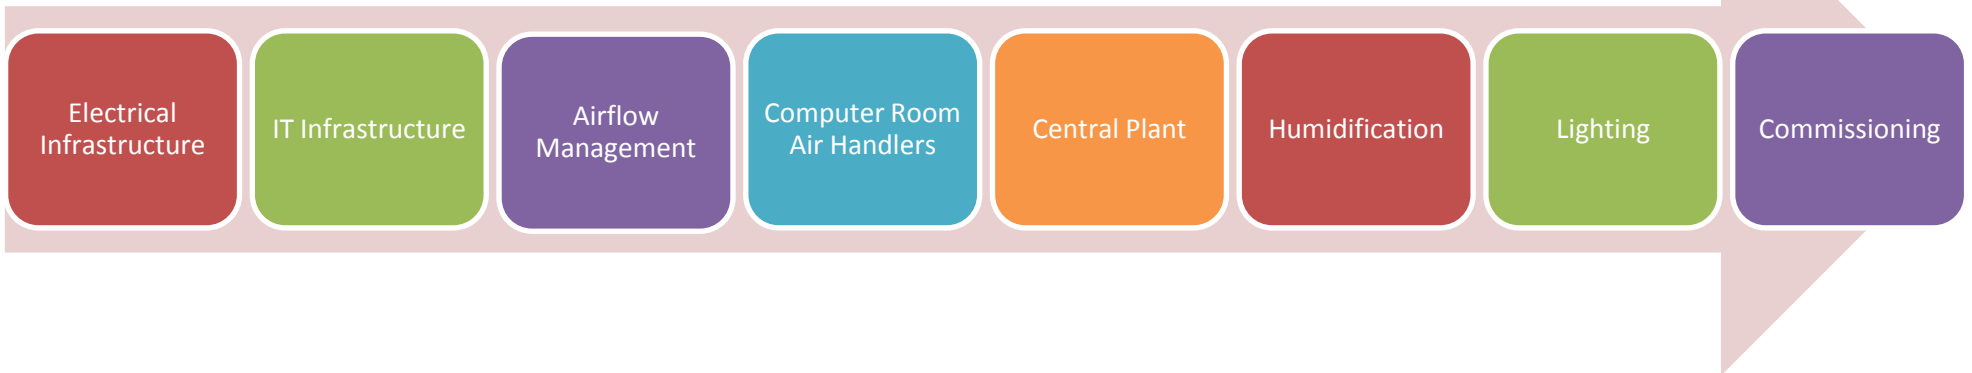 Electrical
Infrastructure
IT Infrastructure
Airflow
Management
Computer Room
Air Handlers
Central Plant
Humidification
Lighting
Commissioning